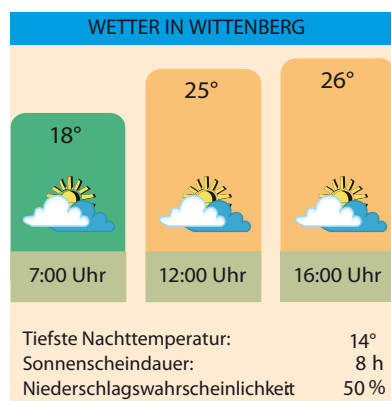 WETTER IN WITTENBERG
18° 25° 26°
7:00 Uhr 12:00 Uhr 16:00 Uhr
Tiefste Nachttemperatur: 14°
Sonnenscheindauer: 8 h
Niederschlagswahrscheinlichkeit 50 %